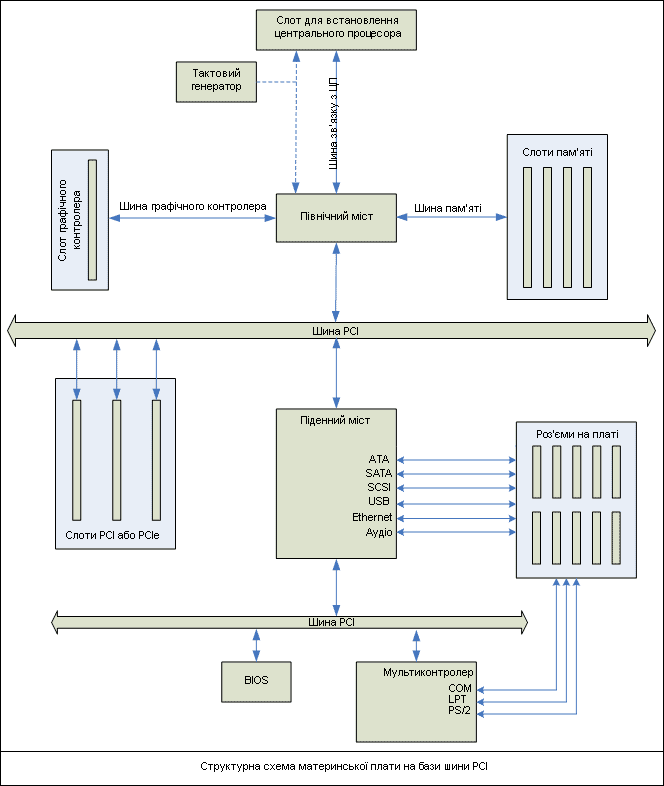 Слот для встановлення
центрального процесора
Тактовий
генератор
Шина зв'язку з ЦП
Слоти пам'яті
Слот графічного
контролера
Шина графічного контролера
Північний міст
Шина пам'яті
Шина PCI
Піденний міст
Роз'єми на платі
ATA
SATA
SCSI
USB
Ethernet
Аудіо
Слоти PCI або PCIe
Шина PCI
BIOS
Мультиконтролер
COM
LPT
PS/2
Структурна схема материнської плати на бази шини PCI